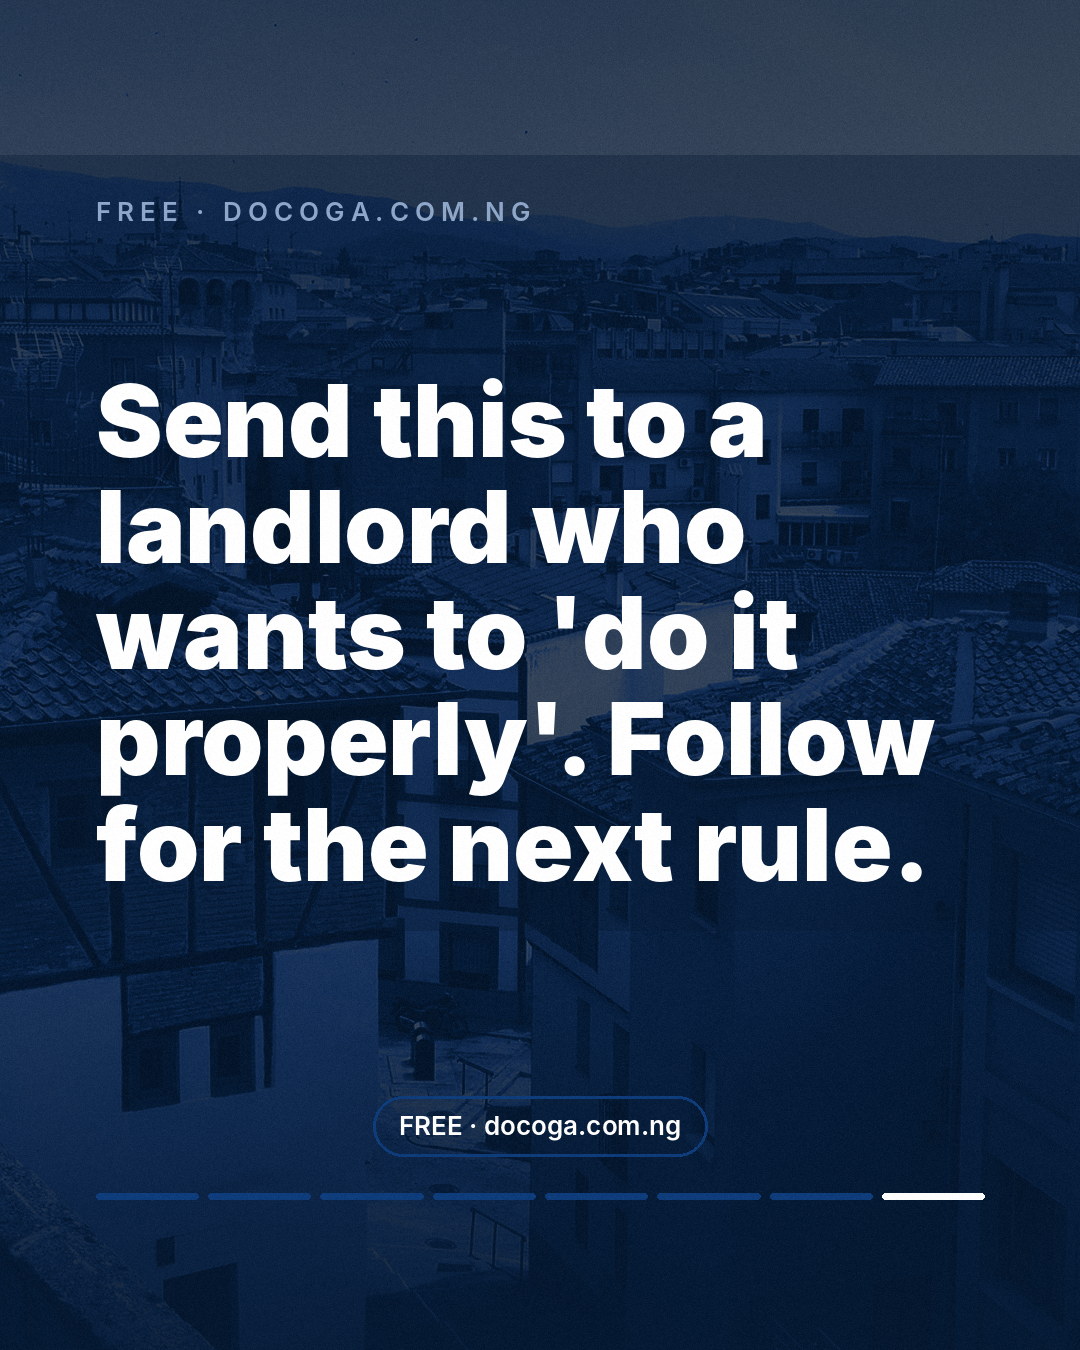 FREE · DOCOGA.COM.NG
Send this to a
landlord who
wants to 'do it
properly'. Follow
for the next rule.
FREE · docoga.com.ng